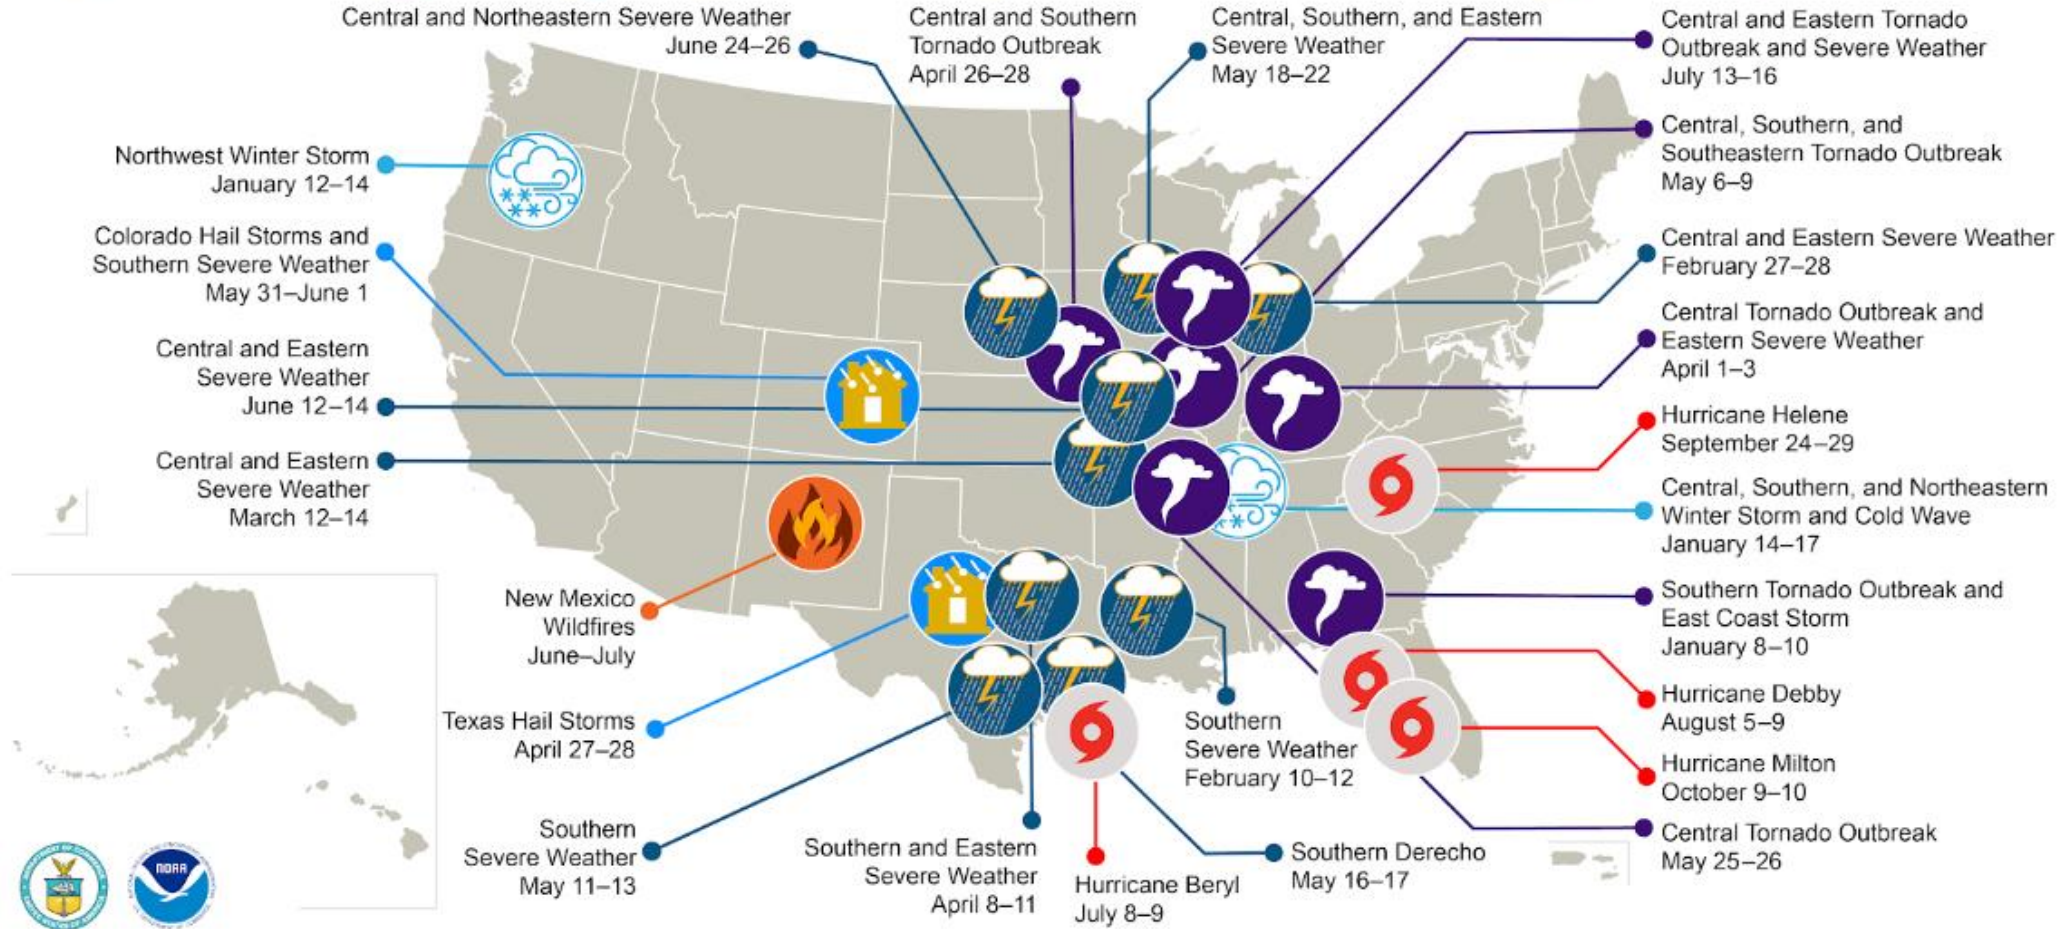 Central and Northeastern Severe Weather
June 24–26
Central and Southern
Tornado Outbreak
April 26–28
Central, Southern, and Eastern
Severe Weather
May 18–22
Central and Eastern Tornado
Outbreak and Severe Weather
July 13–16
Northwest Winter Storm
January 12–14
Central, Southern, and
Southeastern Tornado Outbreak
May 6–9
Colorado Hail Storms and
Southern Severe Weather
May 31–June 1
Central and Eastern Severe Weather
February 27–28
Central and Eastern
Severe Weather
June 12–14
Central Tornado Outbreak and
Eastern Severe Weather
April 1–3
Central and Eastern
Severe Weather
March 12–14
Hurricane Helene
September 24–29
Central, Southern, and Northeastern
Winter Storm and Cold Wave
January 14–17
New Mexico
Wildfires
June–July
Southern Tornado Outbreak and
East Coast Storm
January 8–10
Texas Hail Storms
April 27–28
Hurricane Debby
August 5–9
Southern
Severe Weather
February 10–12
Hurricane Milton
October 9–10
Southern
Severe Weather
May 11–13
Southern and Eastern
Severe Weather
April 8–11
Hurricane Beryl
July 8–9
Southern Derecho
May 16–17
Central Tornado Outbreak
May 25–26
NOAA